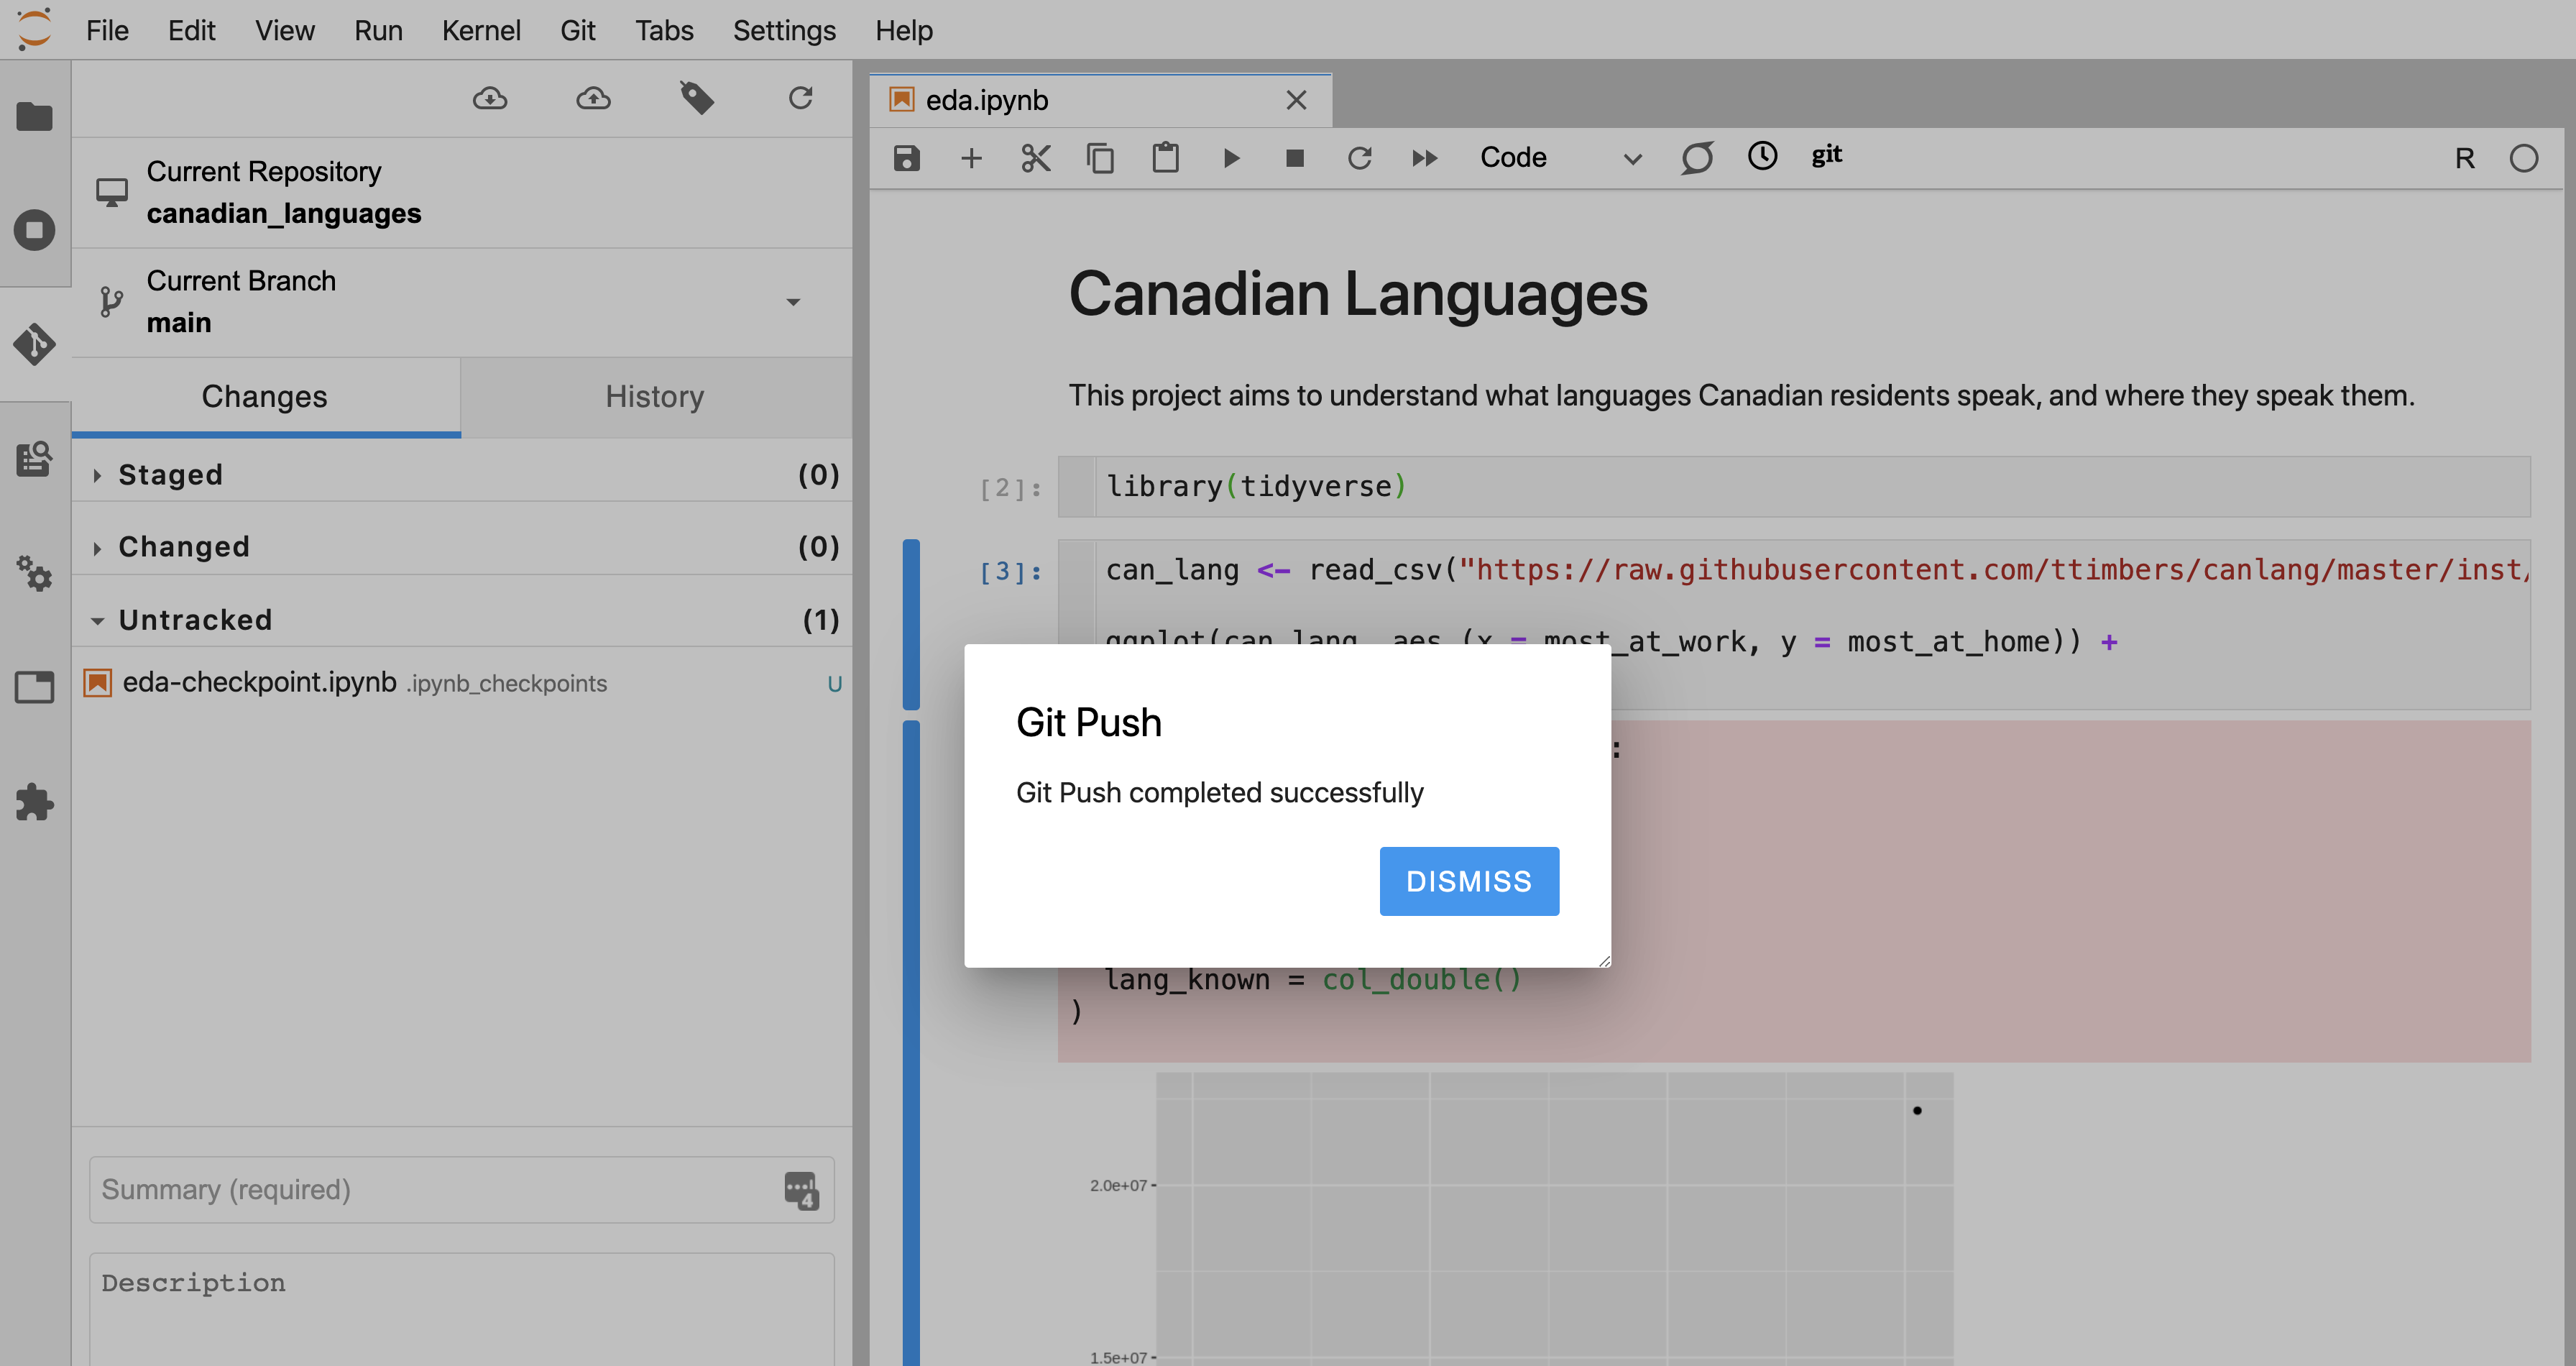 File Edit View Run Kernel Git Tabs Settings Help
Current Repository
canadian_languages
Current Branch
main
Changes History
Staged (0)
Changed (0)
Untracked (1)
eda-checkpoint.ipynb .ipynb_checkpoints U
Summary (required)
4
Description
eda.ipynb
Code git R
Canadian Languages
This project aims to understand what languages Canadian residents speak, and where they speak them.
[2]: library(tidyverse)
[3]: can_lang <- read_csv("https://raw.githubusercontent.com/ttimbers/canlang/master/inst/
ggplot(can_lang, aes (x = most_at_work, y = most_at_home)) +
:
Git Push
Git Push completed successfully
DISMISS
lang_known = col_double()
)
2.0e+07
1.5e+07